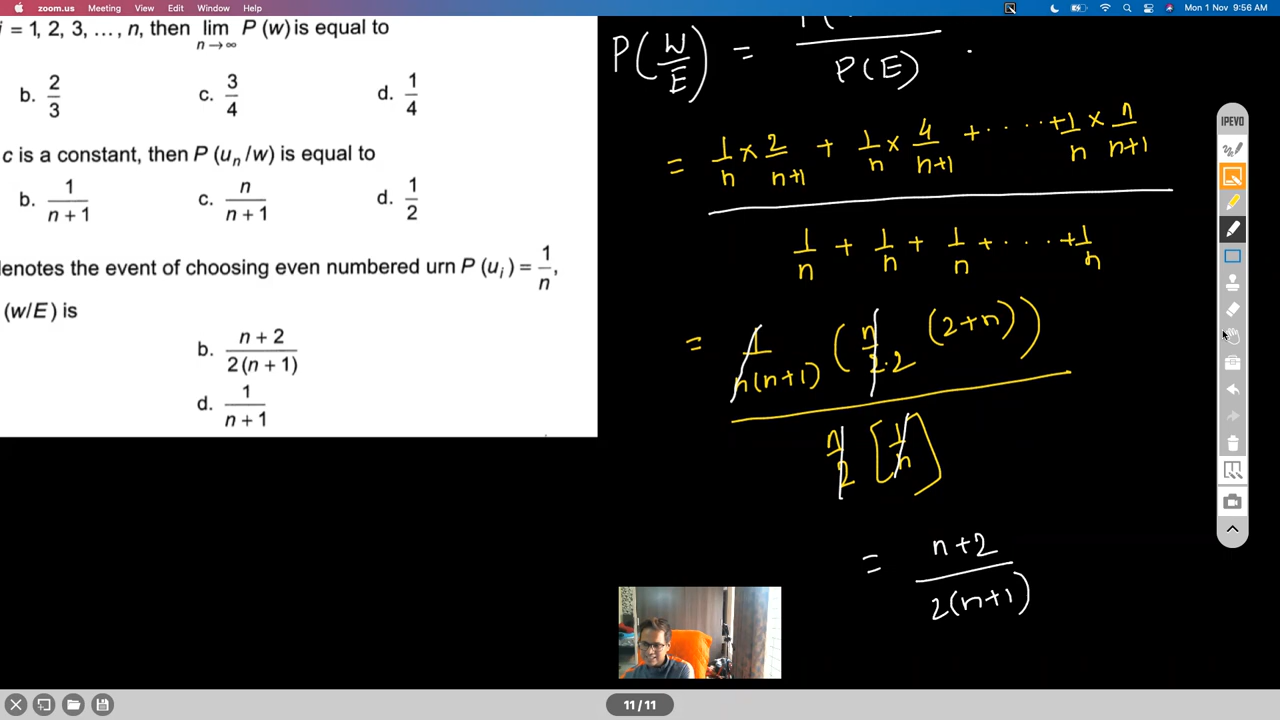 zoom.us Meeting View Edit Window Help
Mon 1 Nov 9:56 AM
i = 1, 2, 3, ..., n, then lim n→∞ P (w) is equal to
b. 2/3 c. 3/4 d. 1/4
c is a constant, then P (uₙ/w) is equal to
b. 1/(n + 1) c. n/(n + 1) d. 1/2
enotes the event of choosing even numbered urn P (uᵢ) = 1/n,
(w/E) is
b. (n + 2)/(2(n + 1))
d. 1/(n + 1)
P(W/E) = /P(E) .
= (1/n × 2/(n+1) + 1/n × 4/(n+1) + ..... + 1/n × n/(n+1)) / (1/n + 1/n + 1/n + .... + 1/n)
= (1/(n(n+1)) (n/(2·2) (2+n))) / (n/2 [1/n])
= (n+2)/(2(n+1))
IPEVO
11/11